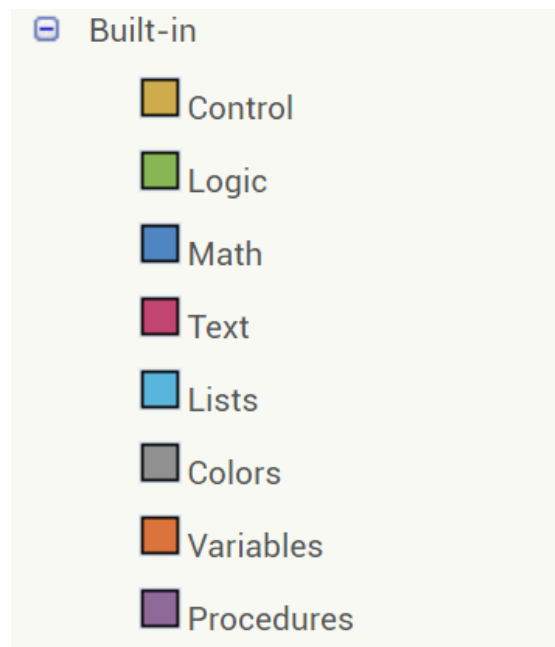 Built-in
Control
Logic
Math
Text
Lists
Colors
Variables
Procedures